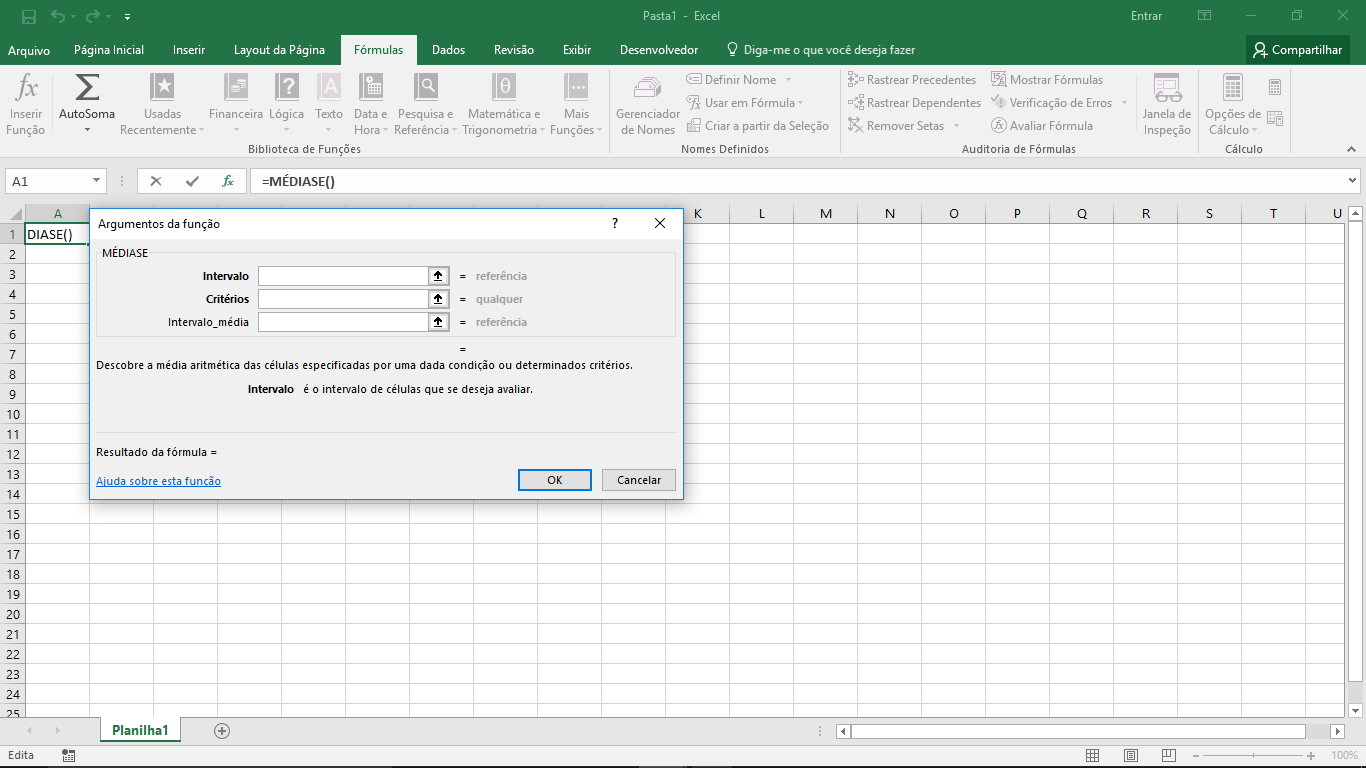 Pasta1 - Excel
Entrar
Arquivo Página Inicial Inserir Layout da Página Fórmulas Dados Revisão Exibir Desenvolvedor Diga-me o que você deseja fazer Compartilhar
fx Σ ? A θ
Inserir Função
AutoSoma
Usadas Recentemente
Financeira
Lógica
Texto
Data e Hora
Pesquisa e Referência
Matemática e Trigonometria
Mais Funções
Biblioteca de Funções
Gerenciador de Nomes
Definir Nome
Usar em Fórmula
Criar a partir da Seleção
Nomes Definidos
Rastrear Precedentes
Rastrear Dependentes
Remover Setas
Mostrar Fórmulas
Verificação de Erros
Avaliar Fórmula
Auditoria de Fórmulas
Janela de Inspeção
Opções de Cálculo
Cálculo
A1 fx =MÉDIASE()
A K L M N O P Q R S T U
1 DIASE()
2
3
4
5
6
7
8
9
10
11
12
13
14
15
16
17
18
19
20
21
22
23
24
25
Argumentos da função ?
MÉDIASE
Intervalo = referência
Critérios = qualquer
Intervalo_média = referência
=
Descobre a média aritmética das células especificadas por uma dada condição ou determinados critérios.
Intervalo é o intervalo de células que se deseja avaliar.
Resultado da fórmula =
Ajuda sobre esta função
OK Cancelar
Planilha1
Edita
100%